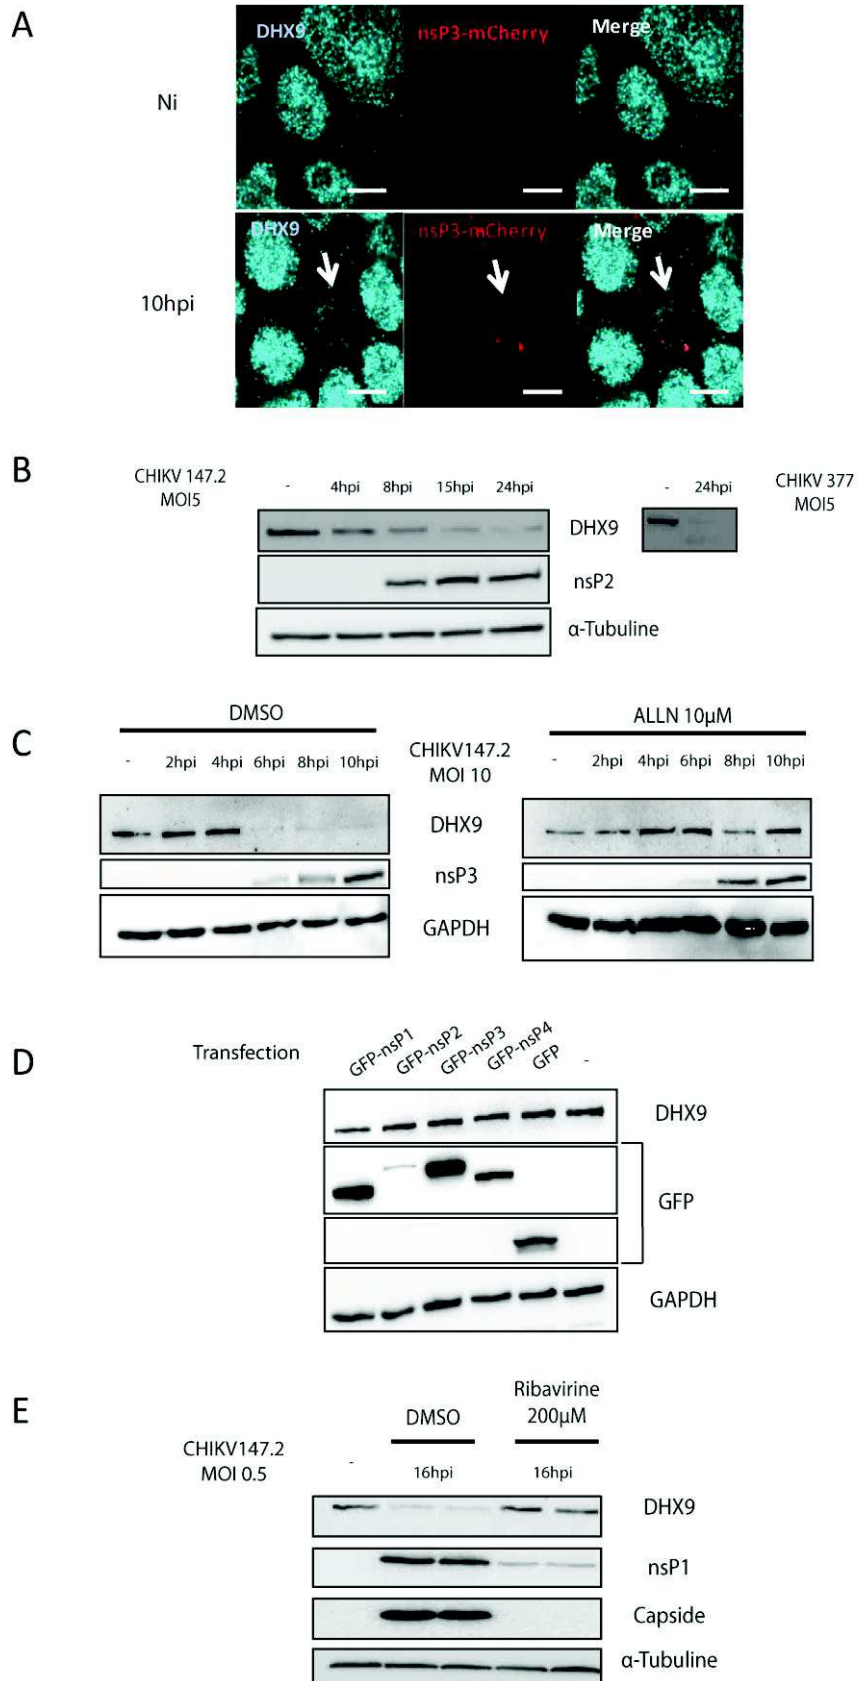 A
DHX9 nsP3-mCherry Merge
Ni
DHX9 nsP3-mCherry Merge
10hpi
B
CHIKV 147.2
MOI5
- 4hpi 8hpi 15hpi 24hpi
- 24hpi
CHIKV 377
MOI5
DHX9
nsP2
α-Tubuline
C
DMSO
ALLN 10μM
CHIKV147.2
MOI 10
- 2hpi 4hpi 6hpi 8hpi 10hpi
- 2hpi 4hpi 6hpi 8hpi 10hpi
DHX9
nsP3
GAPDH
D
Transfection
GFP-nsP1 GFP-nsP2 GFP-nsP3 GFP-nsP4 GFP -
DHX9
GFP
GAPDH
E
CHIKV147.2
MOI 0.5
DMSO
Ribavirine
200μM
- 16hpi 16hpi
DHX9
nsP1
Capside
α-Tubuline